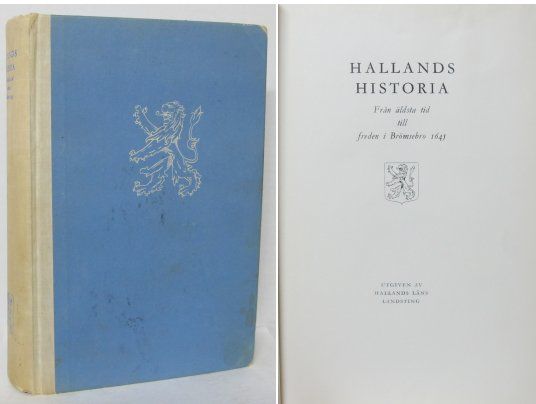 HALLANDS
HISTORIA
Från äldsta tid
till
freden i Brömsebro 1645
UTGIVEN AV
HALLANDS LÄNS
LANDSTING